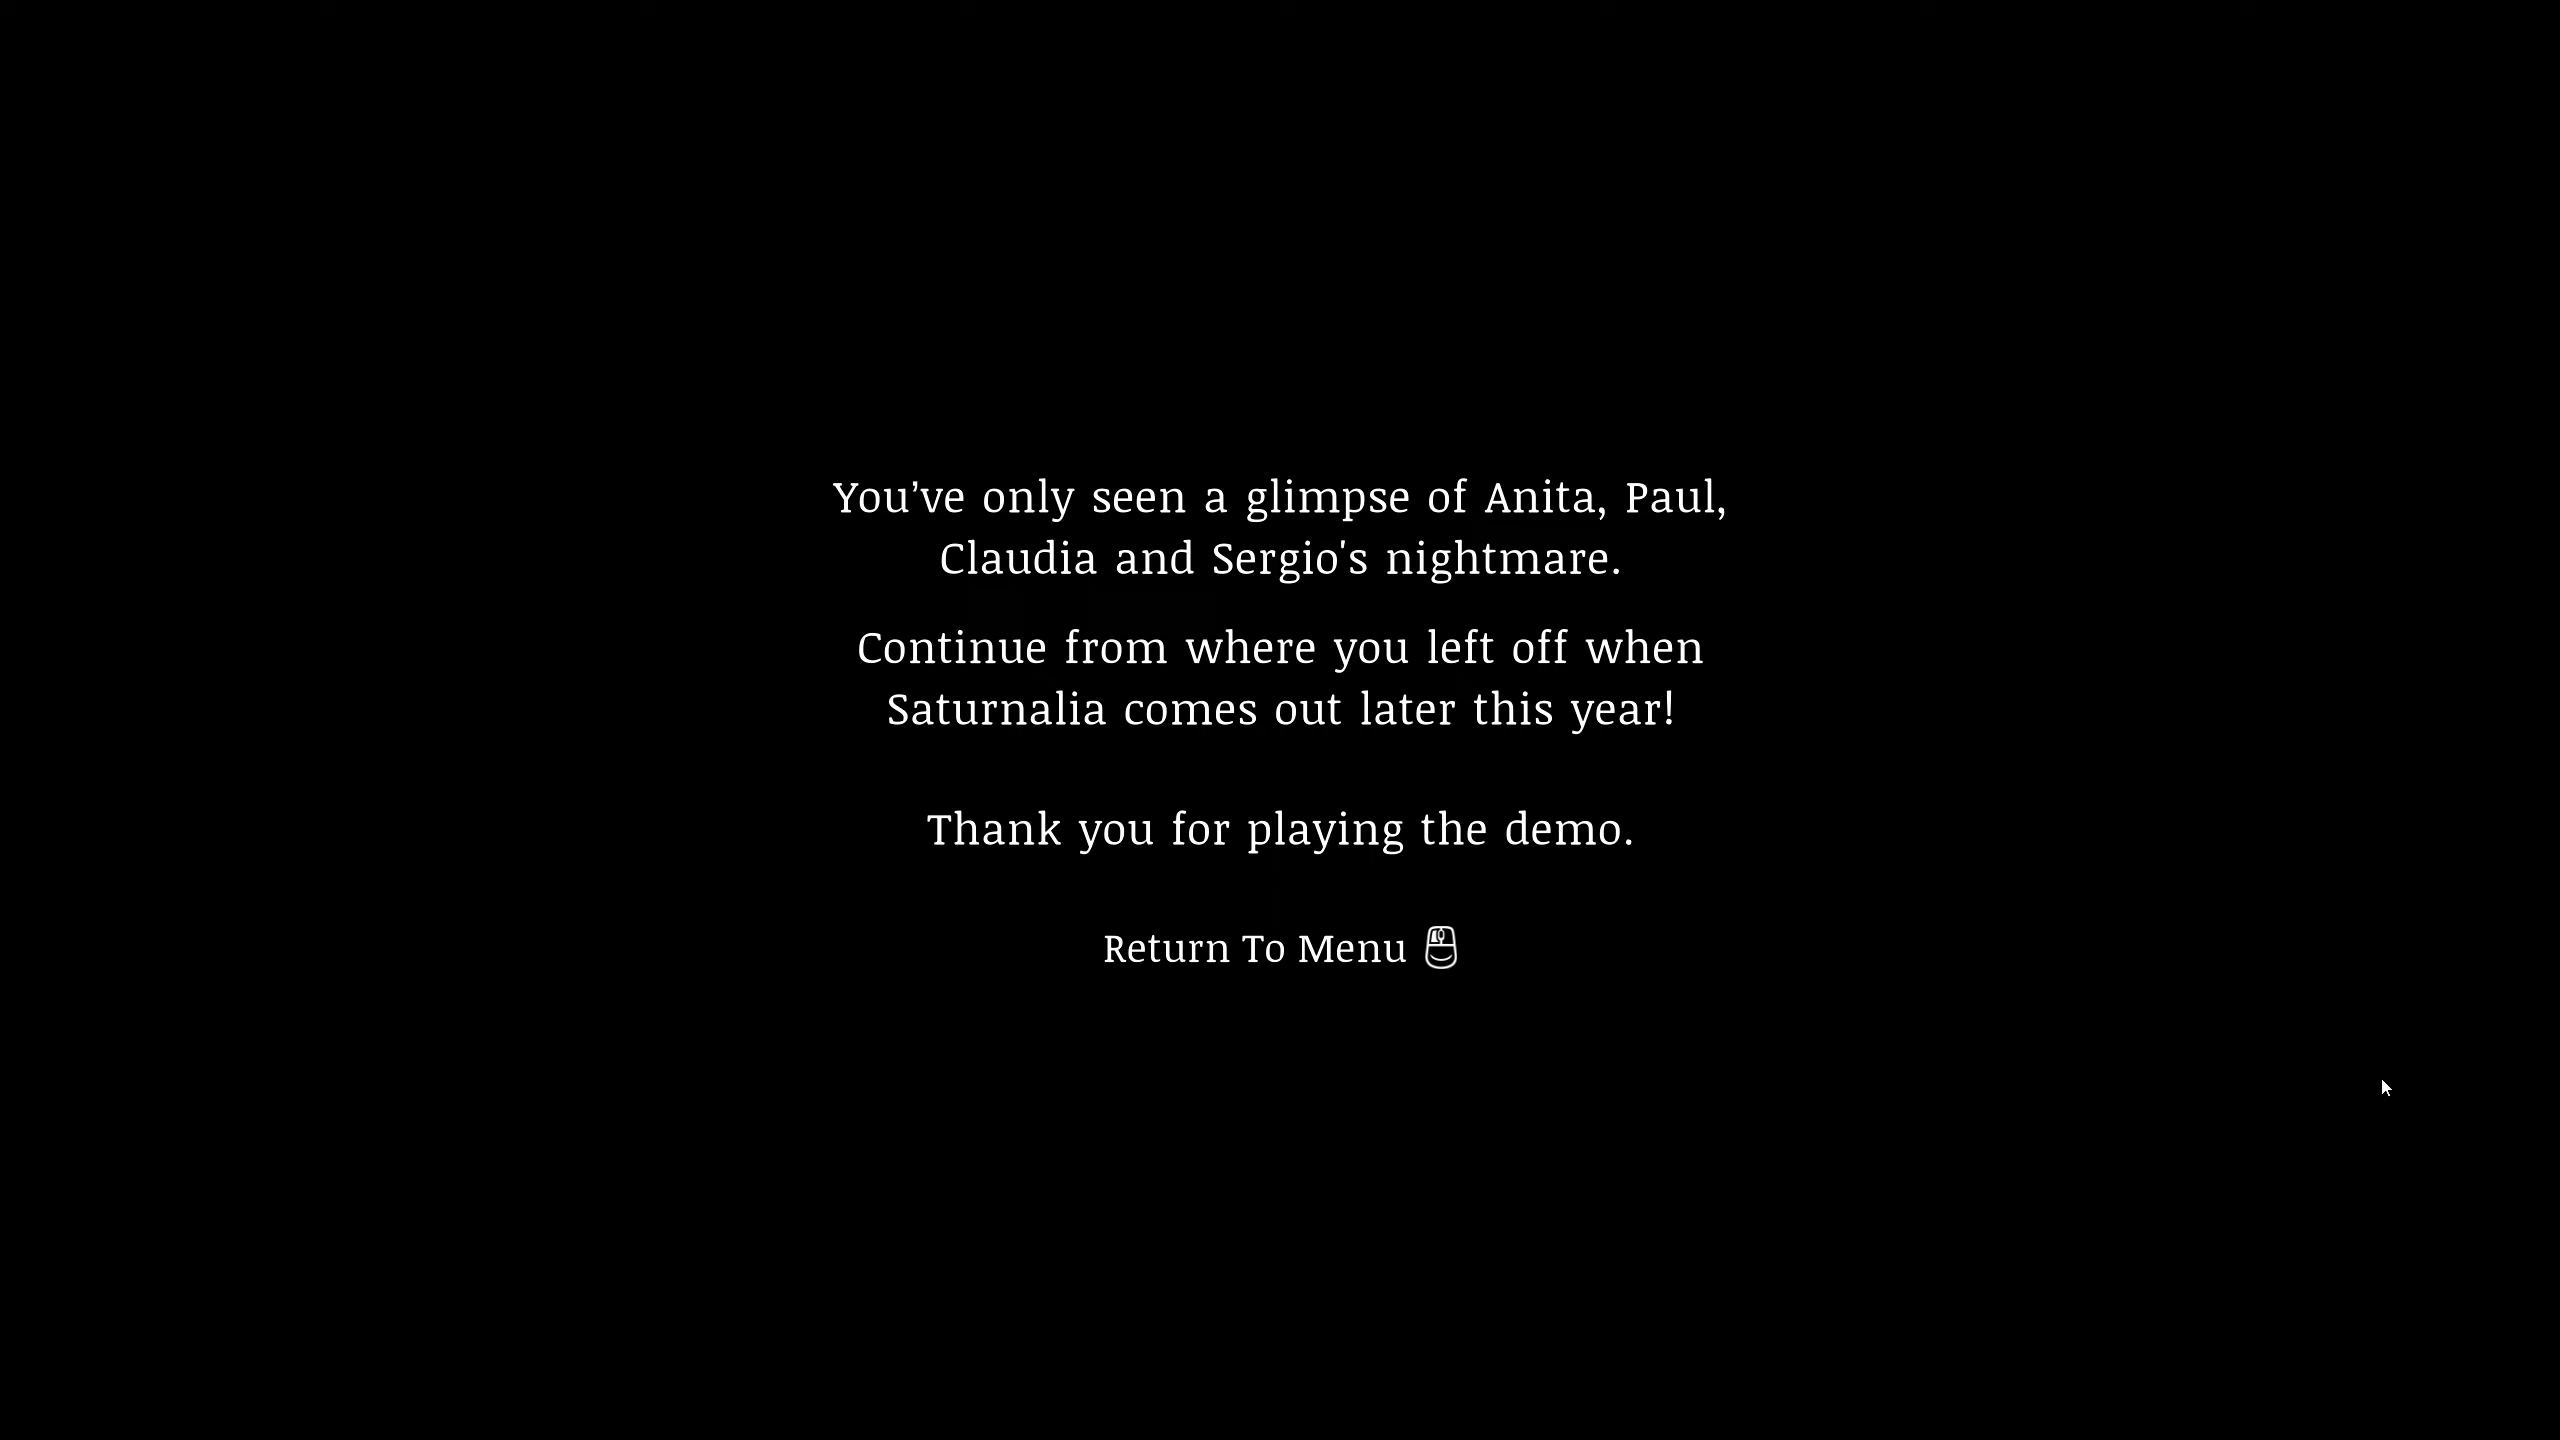 You’ve only seen a glimpse of Anita, Paul,
Claudia and Sergio's nightmare.
Continue from where you left off when
Saturnalia comes out later this year!
Thank you for playing the demo.
Return To Menu